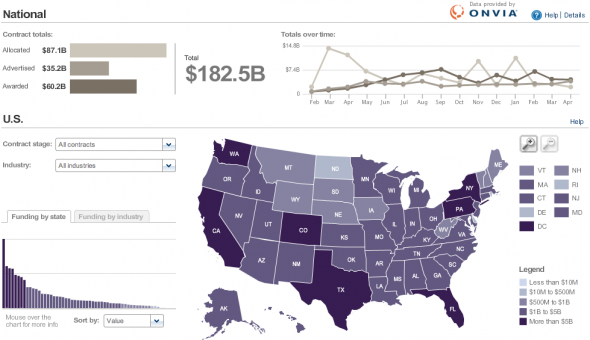 National
Data provided by
ONVIA
? Help | Details
Contract totals:
Allocated $87.1B
Advertised $35.2B
Awarded $60.2B
Total
$182.5B
Totals over time:
$14.8B
$7.4B
0
Feb Mar Apr May Jun Jul Aug Sep Oct Nov Dec Jan Feb Mar Apr
U.S.
Help
Contract stage: All contracts
Industry: All industries
Funding by state
Funding by industry
Mouse over the
chart for more info
Sort by: Value
WA
OR
CA
NV
ID
MT
WY
UT
AZ
CO
NM
ND
SD
NE
KS
OK
TX
MN
IA
MO
AR
LA
WI
IL
MI
IN
OH
KY
TN
MS
AL
GA
FL
SC
NC
VA
WV
PA
NY
ME
AK
VT
NH
MA
RI
CT
NJ
DE
MD
DC
Legend
Less than $10M
$10M to $500M
$500M to $1B
$1B to $5B
More than $5B